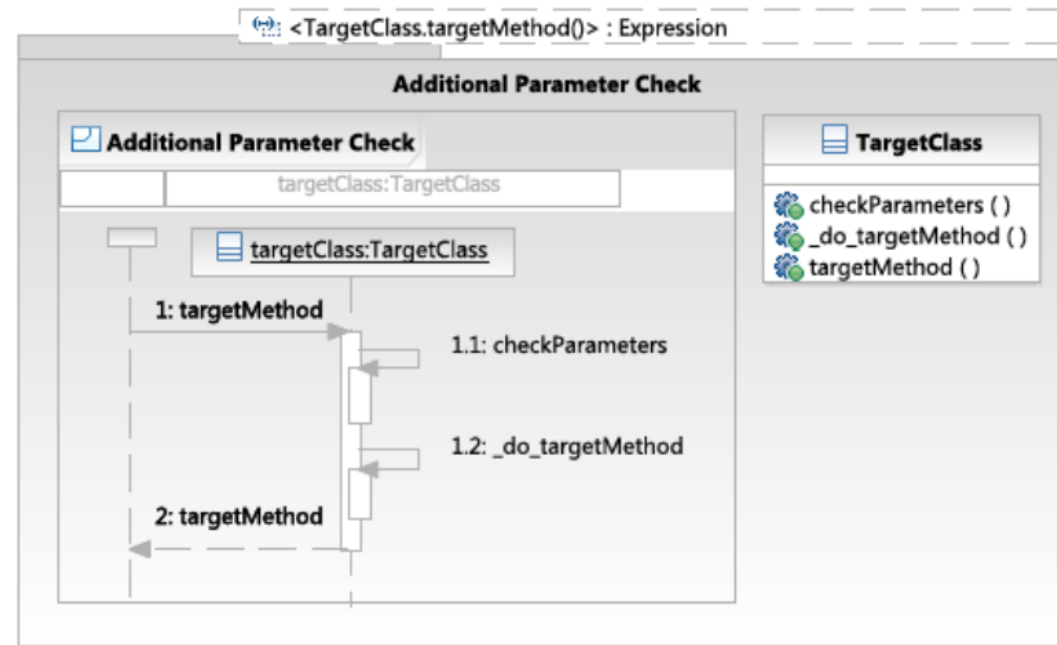 <TargetClass.targetMethod()> : Expression
Additional Parameter Check
Additional Parameter Check
targetClass:TargetClass
targetClass:TargetClass
1: targetMethod
1.1: checkParameters
1.2: _do_targetMethod
2: targetMethod
TargetClass
checkParameters ( )
_do_targetMethod ( )
targetMethod ( )